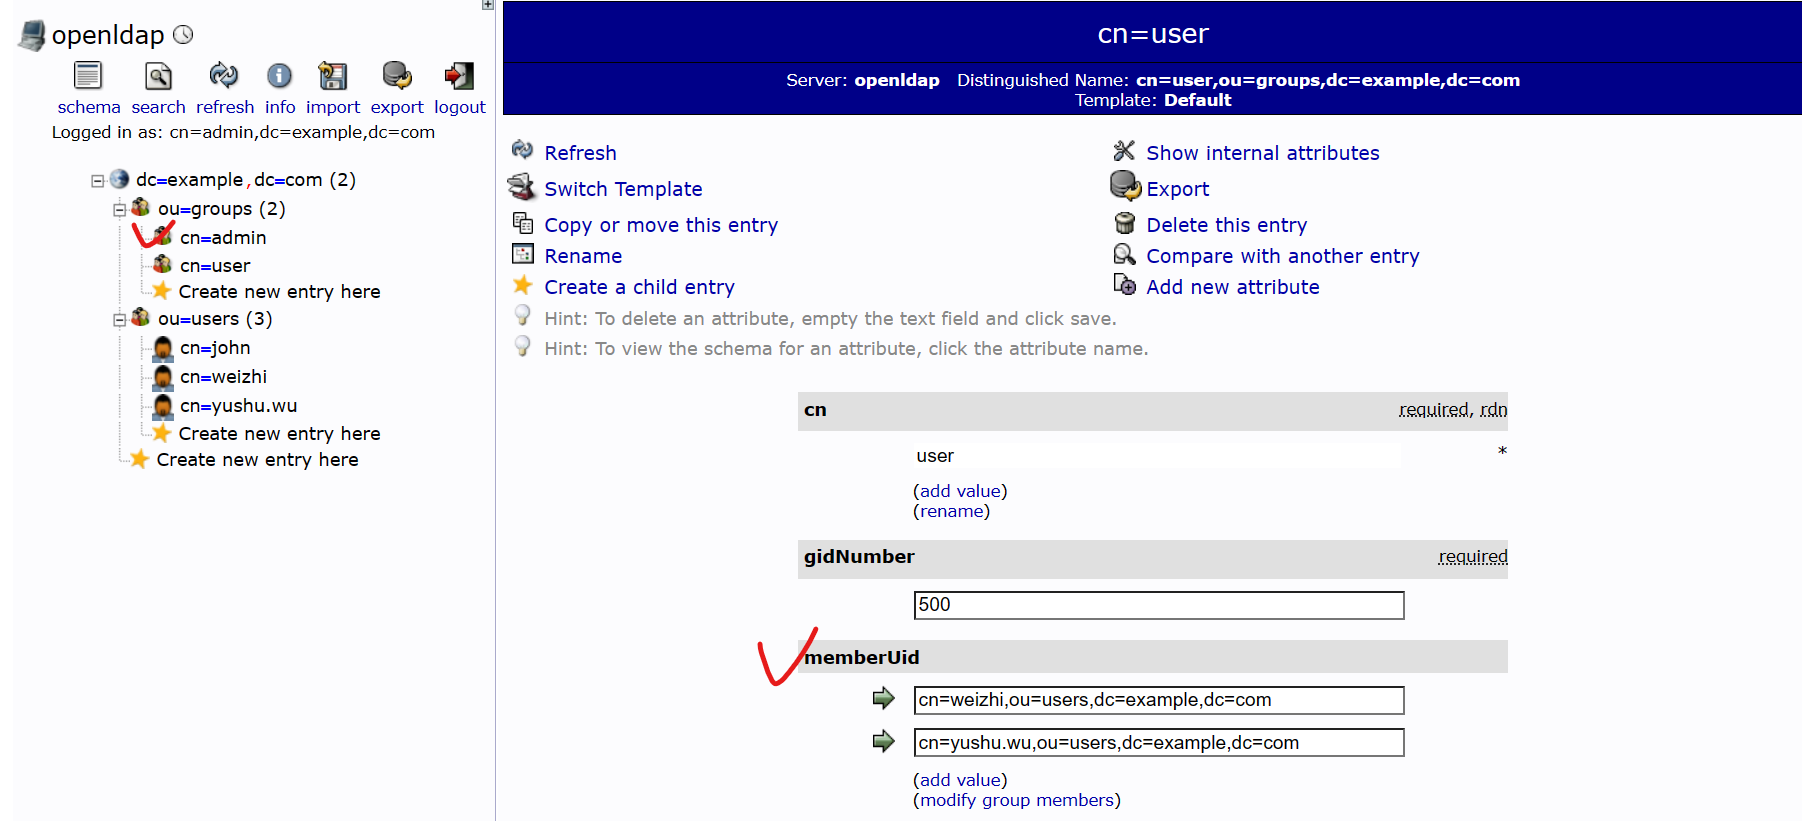 openldap
schema search refresh info import export logout
Logged in as: cn=admin,dc=example,dc=com
dc=example,dc=com (2)
ou=groups (2)
cn=admin
cn=user
Create new entry here
ou=users (3)
cn=john
cn=weizhi
cn=yushu.wu
Create new entry here
Create new entry here
cn=user
Server: openldap Distinguished Name: cn=user,ou=groups,dc=example,dc=com
Template: Default
Refresh
Show internal attributes
Switch Template
Export
Copy or move this entry
Delete this entry
Rename
Compare with another entry
Create a child entry
Add new attribute
Hint: To delete an attribute, empty the text field and click save.
Hint: To view the schema for an attribute, click the attribute name.
cn required, rdn
user *
(add value)
(rename)
gidNumber required
500
memberUid
cn=weizhi,ou=users,dc=example,dc=com
cn=yushu.wu,ou=users,dc=example,dc=com
(add value)
(modify group members)